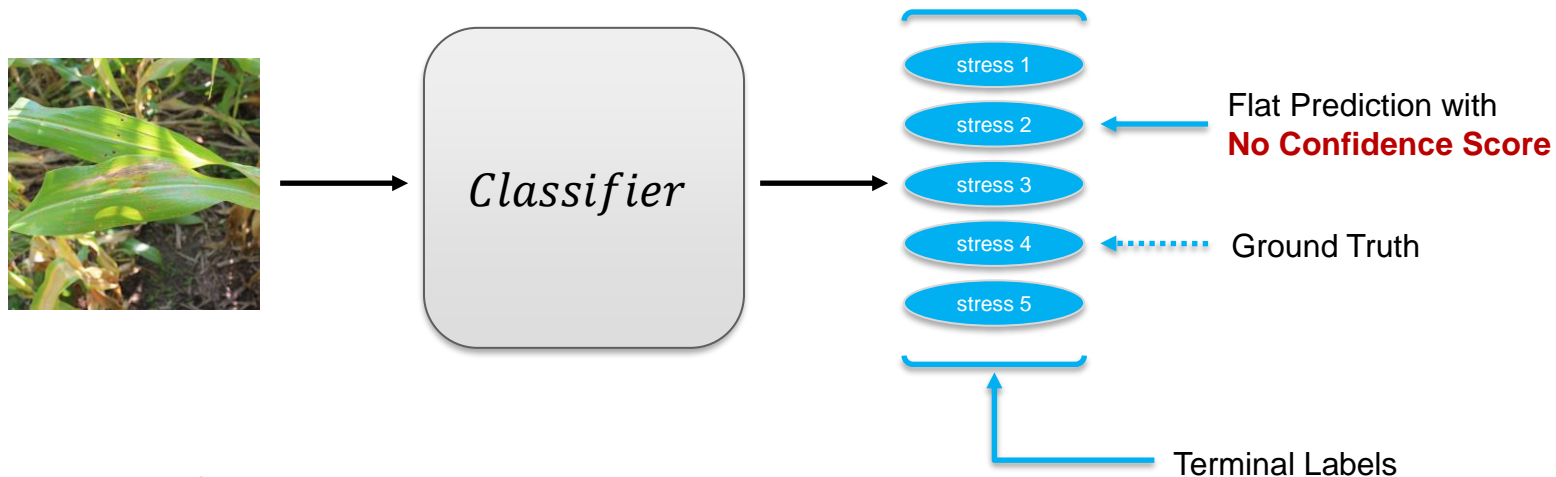 stress 1
stress 2
stress 3
stress 4
stress 5
Classifier
Flat Prediction with
No Confidence Score
Ground Truth
Terminal Labels